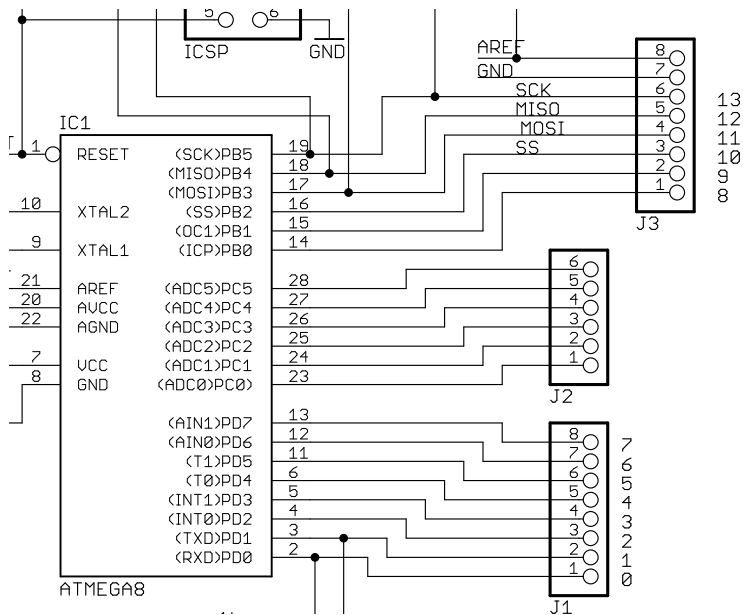 5 6
ICSP
GND
AREF
GND
SCK
MISO
MOSI
SS
8
7
6
5
4
3
2
1
13
12
11
10
9
8
J3
IC1
1 RESET (SCK)PB5 19
(MISO)PB4 18
(MOSI)PB3 17
10 XTAL2 (SS)PB2 16
(OC1)PB1 15
9 XTAL1 (ICP)PB0 14
21 AREF (ADC5)PC5 28
20 AVCC (ADC4)PC4 27
22 AGND (ADC3)PC3 26
(ADC2)PC2 25
7 VCC (ADC1)PC1 24
8 GND (ADC0)PC0) 23
(AIN1)PD7 13
(AIN0)PD6 12
(T1)PD5 11
(T0)PD4 6
(INT1)PD3 5
(INT0)PD2 4
(TXD)PD1 3
(RXD)PD0 2
ATMEGA8
6
5
4
3
2
1
J2
8 7
7 6
6 5
5 4
4 3
3 2
2 1
1 0
J1